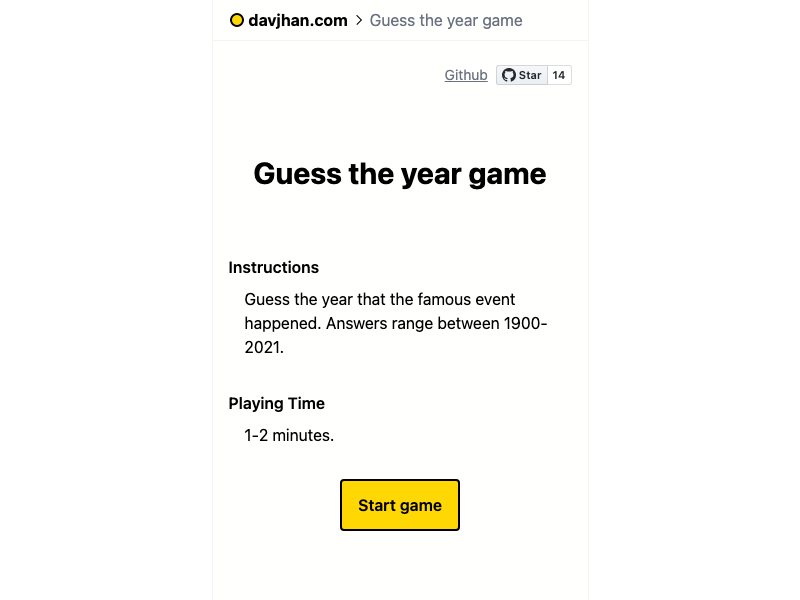 davjhan.com > Guess the year game
Github Star 14
Guess the year game
Instructions
Guess the year that the famous event
happened. Answers range between 1900-
2021.
Playing Time
1-2 minutes.
Start game